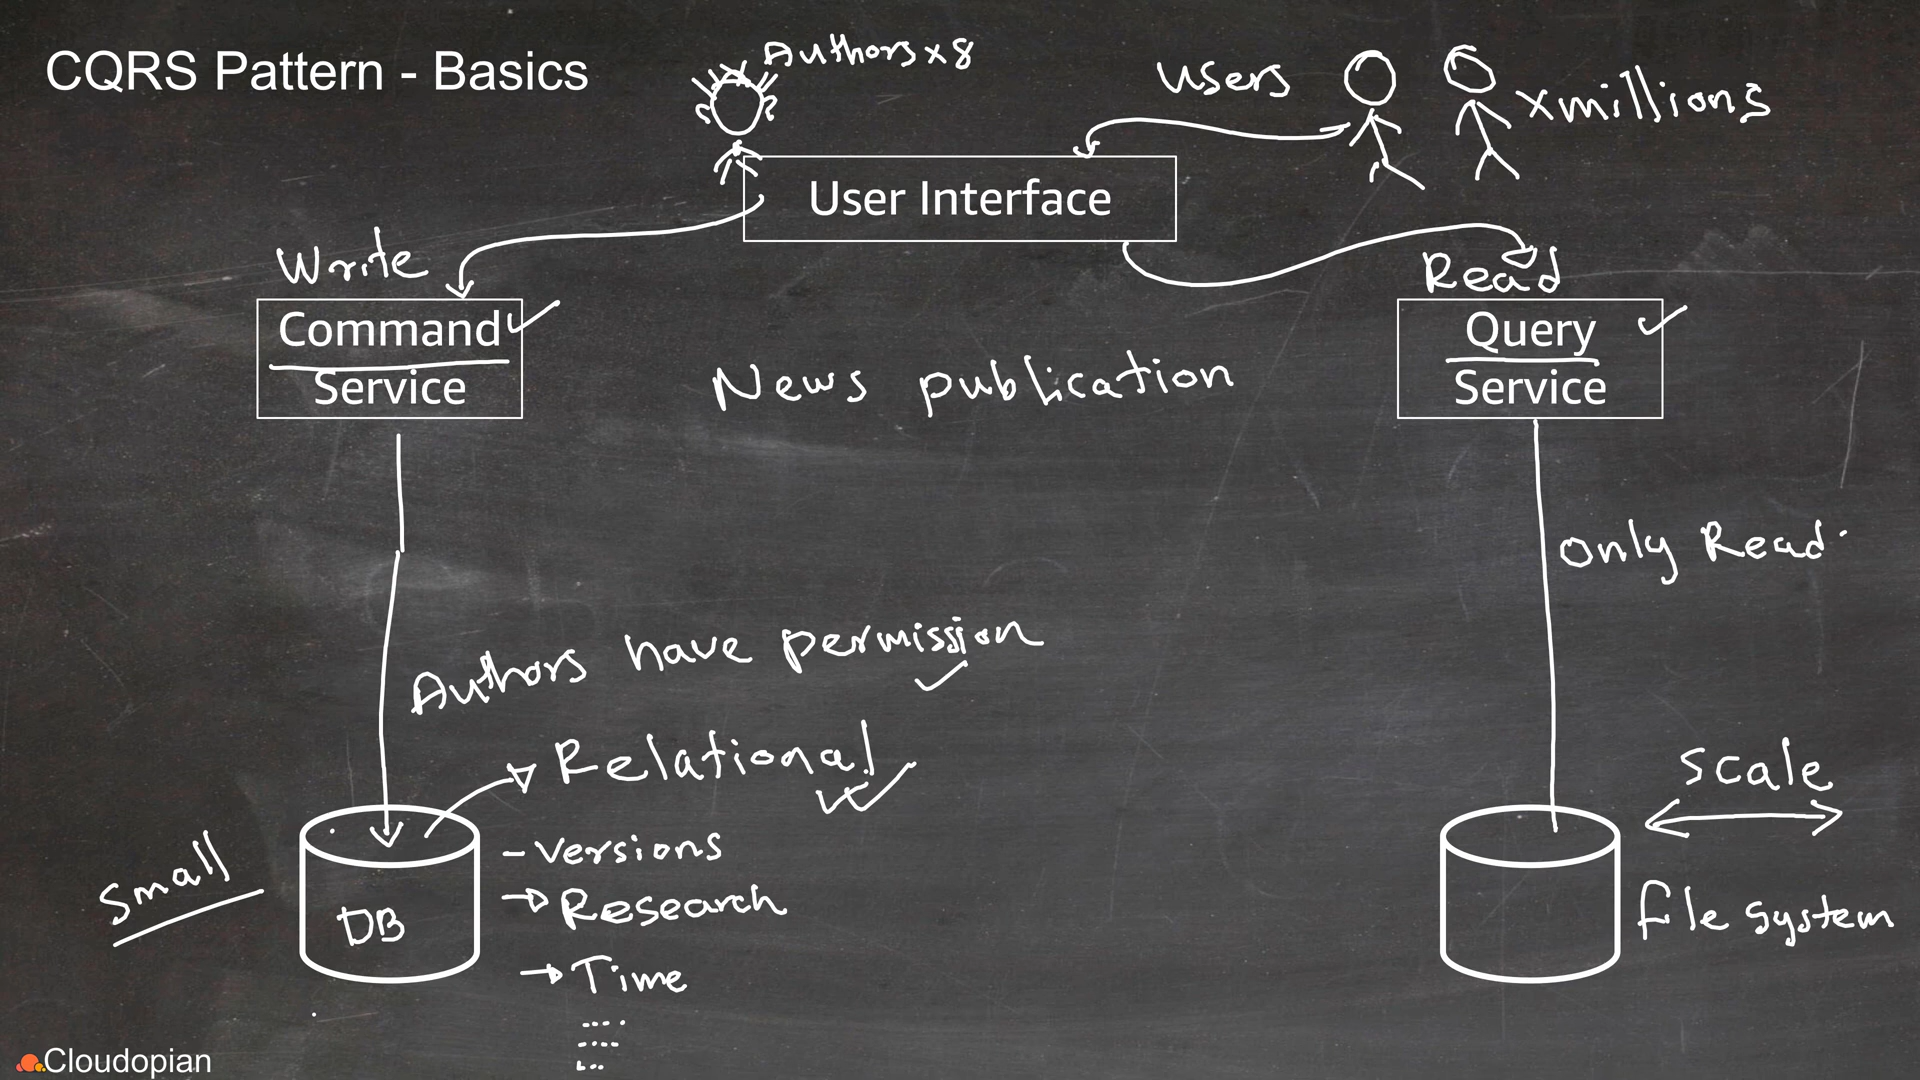 CQRS Pattern - Basics
Authors x 8
Users
x millions
User Interface
Write
Read
Command
Service
Query
Service
News publication
Only Read.
Authors have permission
Relational
Scale
- Versions
Small
Research
DB
File System
Time
Cloudopian